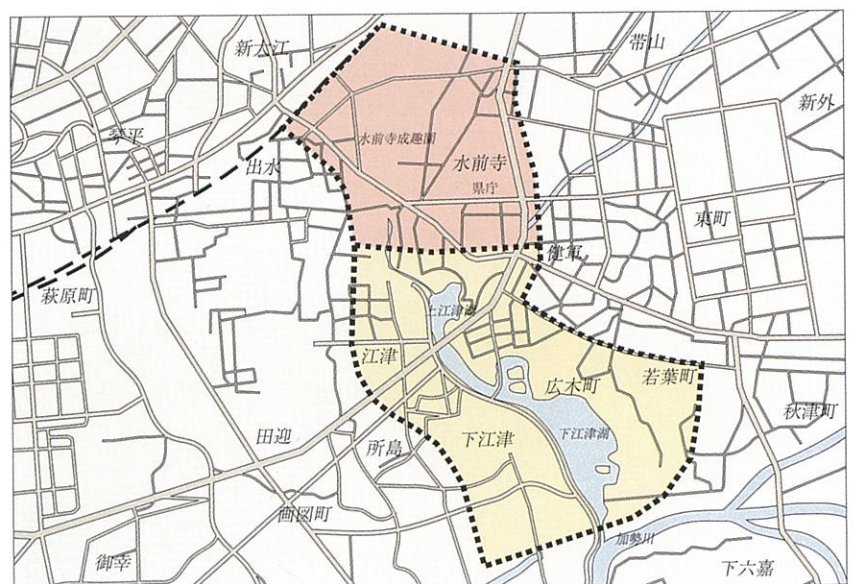 新大江
帯山
新外
琴平
水前寺成趣園
水前寺
出水
県庁
東町
健軍
萩原町
上江津湖
江津
広木町
若葉町
秋津町
田迎
所島
下江津
下江津湖
画図町
加勢川
御幸
下六嘉